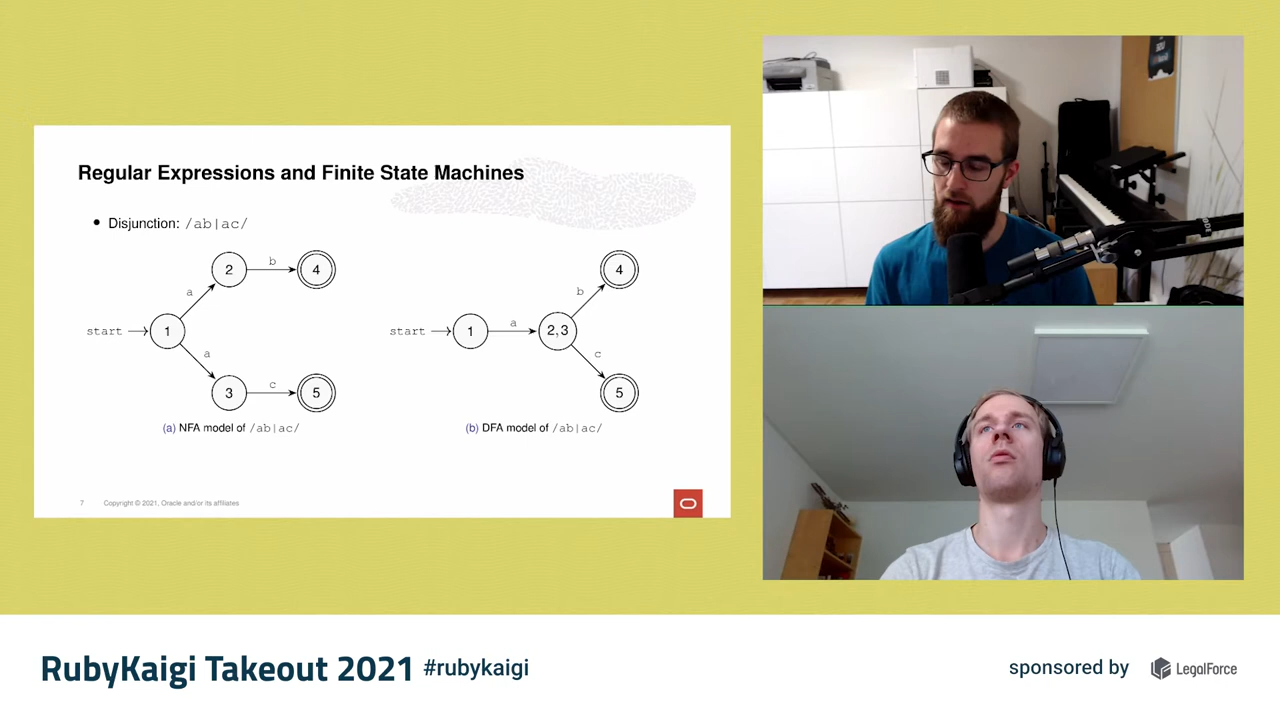 Regular Expressions and Finite State Machines
• Disjunction: /ab|ac/
start 1 a 2 b 4
a 3 c 5
(a) NFA model of /ab|ac/
start 1 a 2,3 b 4
c 5
(b) DFA model of /ab|ac/
7 Copyright © 2021, Oracle and/or its affiliates
RubyKaigi Takeout 2021 #rubykaigi
sponsored by LegalForce